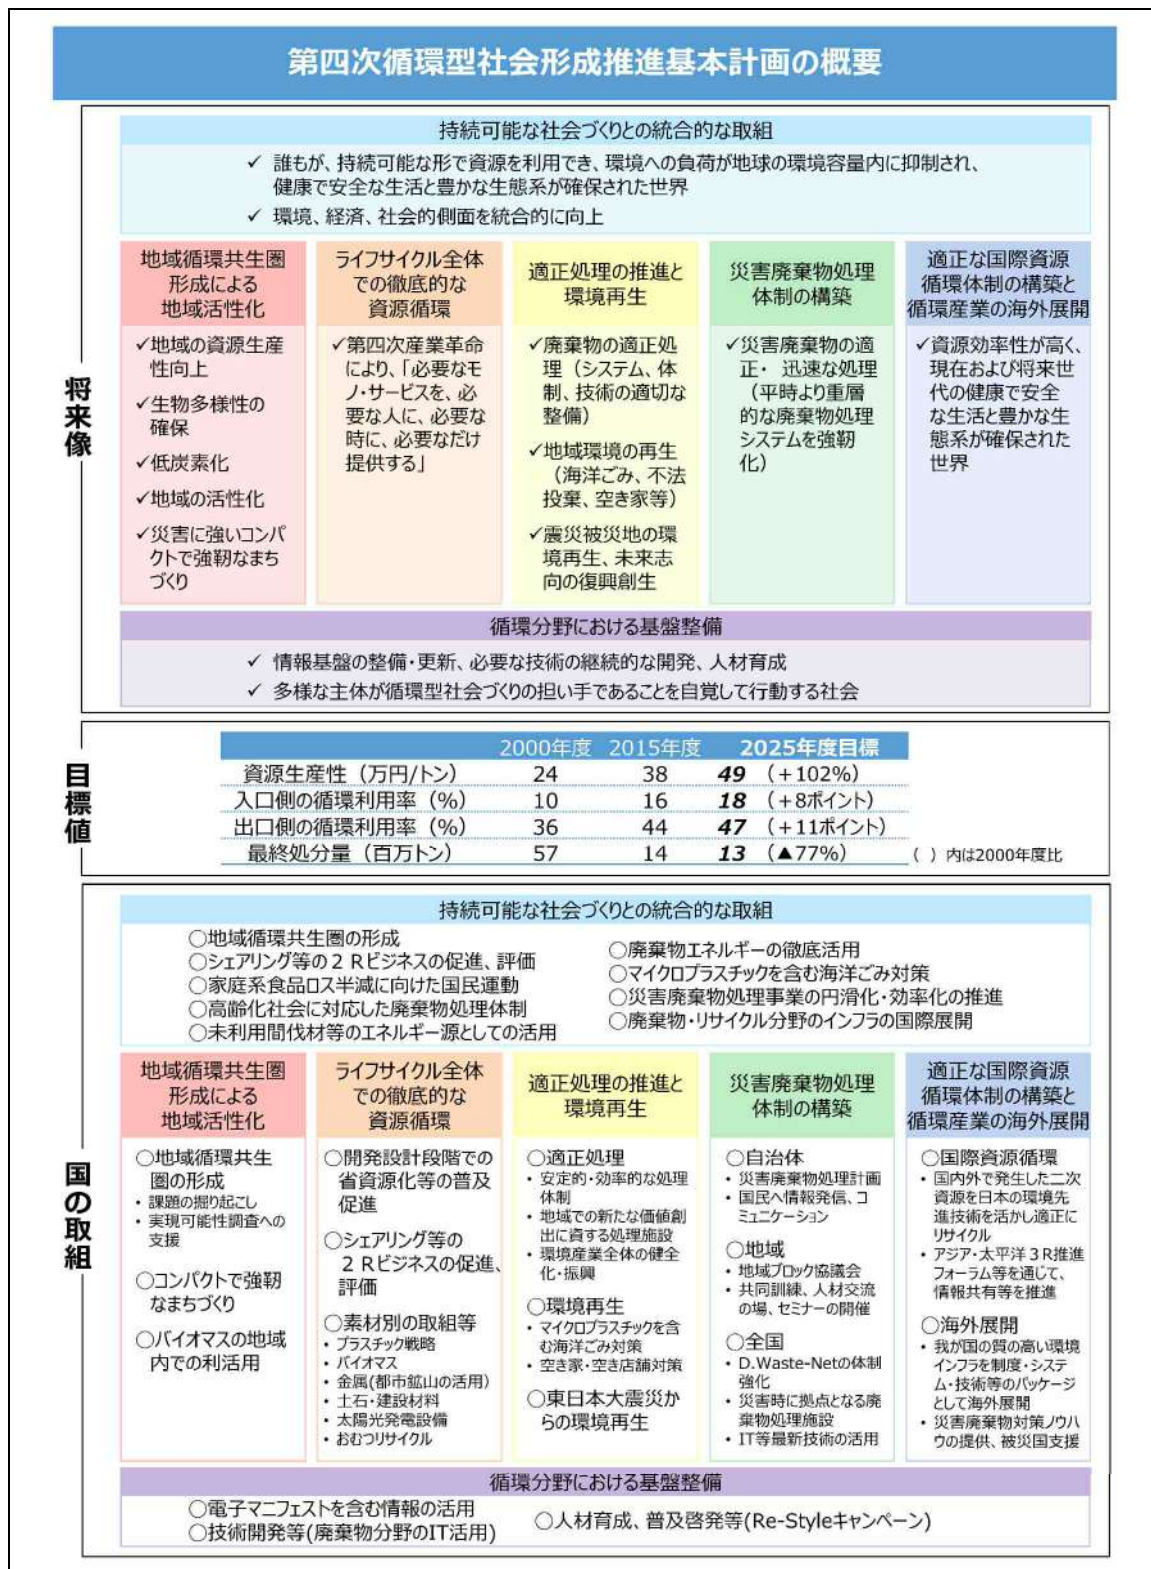 第四次循環型社会形成推進基本計画の概要
将来像
持続可能な社会づくりとの統合的な取組
✓ 誰もが、持続可能な形で資源を利用でき、環境への負荷が地球の環境容量内に抑制され、
健康で安全な生活と豊かな生態系が確保された世界
✓ 環境、経済、社会的側面を統合的に向上
地域循環共生圏
形成による
地域活性化
✓地域の資源生産
性向上
✓生物多様性の
確保
✓低炭素化
✓地域の活性化
✓災害に強いコンパ
クトで強靭なまち
づくり
ライフサイクル全体
での徹底的な
資源循環
✓第四次産業革命
により、「必要なモ
ノ・サービスを、必
要な人に、必要な
時に、必要なだけ
提供する」
適正処理の推進と
環境再生
✓廃棄物の適正処
理（システム、体
制、技術の適切な
整備）
✓地域環境の再生
（海洋ごみ、不法
投棄、空き家等）
✓震災被災地の環
境再生、未来志
向の復興創生
災害廃棄物処理
体制の構築
✓災害廃棄物の適
正・ 迅速な処理
（平時より重層
的な廃棄物処理
システムを強靭
化）
適正な国際資源
循環体制の構築と
循環産業の海外展開
✓資源効率性が高く、
現在および将来世
代の健康で安全
な生活と豊かな生
態系が確保された
世界
循環分野における基盤整備
✓ 情報基盤の整備・更新、必要な技術の継続的な開発、人材育成
✓ 多様な主体が循環型社会づくりの担い手であることを自覚して行動する社会
目標値
2000年度 2015年度 2025年度目標
資源生産性（万円/トン） 24 38 49 （+102%）
入口側の循環利用率（%） 10 16 18 （+8ポイント）
出口側の循環利用率（%） 36 44 47 （+11ポイント）
最終処分量（百万トン） 57 14 13 （▲77%）
（ ）内は2000年度比
国の取組
持続可能な社会づくりとの統合的な取組
○地域循環共生圏の形成
○シェアリング等の２Ｒビジネスの促進、評価
○家庭系食品ロス半減に向けた国民運動
○高齢化社会に対応した廃棄物処理体制
○未利用間伐材等のエネルギー源としての活用
○廃棄物エネルギーの徹底活用
○マイクロプラスチックを含む海洋ごみ対策
○災害廃棄物処理事業の円滑化・効率化の推進
○廃棄物・リサイクル分野のインフラの国際展開
地域循環共生圏
形成による
地域活性化
○地域循環共生
圏の形成
・課題の掘り起こし
・実現可能性調査への
支援
○コンパクトで強靭
なまちづくり
○バイオマスの地域
内での利活用
ライフサイクル全体
での徹底的な
資源循環
○開発設計段階での
省資源化等の普及
促進
○シェアリング等の
２Ｒビジネスの促進、
評価
○素材別の取組等
・プラスチック戦略
・バイオマス
・金属(都市鉱山の活用)
・土石・建設材料
・太陽光発電設備
・おむつリサイクル
適正処理の推進と
環境再生
○適正処理
・安定的・効率的な処理
体制
・地域での新たな価値創
出に資する処理施設
・環境産業全体の健全
化・振興
○環境再生
・マイクロプラスチックを含
む海洋ごみ対策
・空き家・空き店舗対策
○東日本大震災か
らの環境再生
災害廃棄物処理
体制の構築
○自治体
・災害廃棄物処理計画
・国民へ情報発信、コ
ミュニケーション
○地域
・地域ブロック協議会
・共同訓練、人材交流
の場、セミナーの開催
○全国
・D.Waste-Netの体制
強化
・災害時に拠点となる廃
棄物処理施設
・IT等最新技術の活用
適正な国際資源
循環体制の構築と
循環産業の海外展開
○国際資源循環
・国内外で発生した二次
資源を日本の環境先
進技術を活かし適正に
リサイクル
・アジア・太平洋３Ｒ推進
フォーラム等を通じて、
情報共有等を推進
○海外展開
・我が国の質の高い環境
インフラを制度・システ
ム・技術等のパッケージ
として海外展開
・災害廃棄物対策ノウハ
ウの提供、被災国支援
循環分野における基盤整備
○電子マニフェストを含む情報の活用
○技術開発等(廃棄物分野のIT活用)
○人材育成、普及啓発等(Re-Styleキャンペーン)